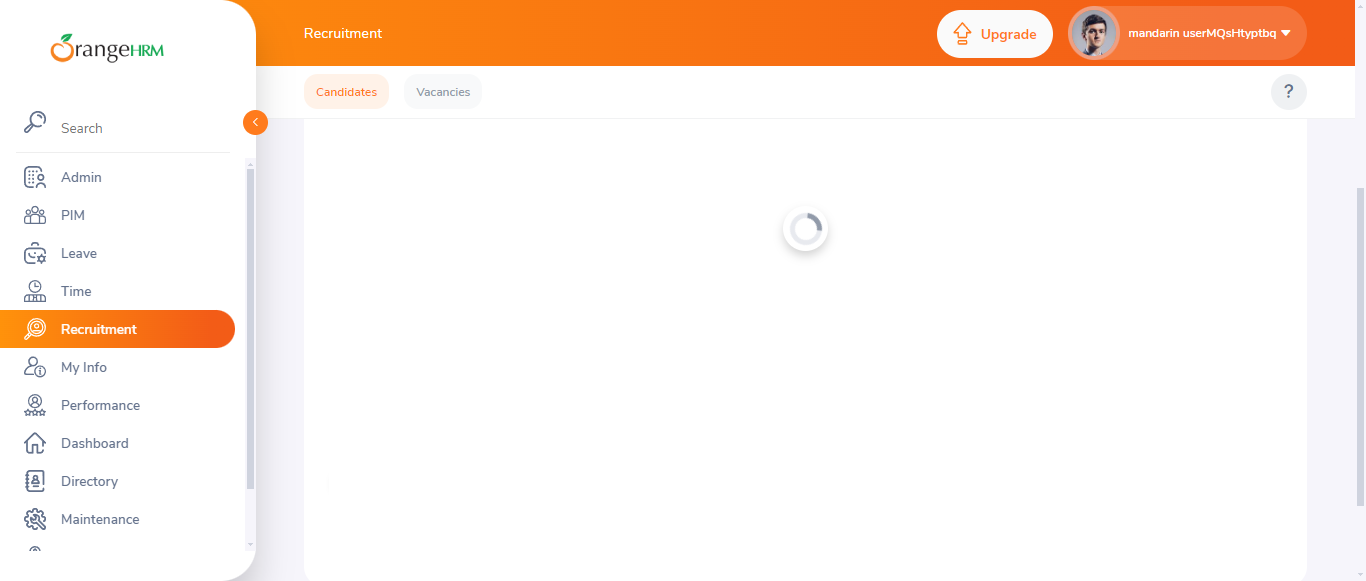 OrangeHRM
Recruitment
Upgrade
mandarin userMQsHtyptbq
Candidates
Vacancies
?
Search
Admin
PIM
Leave
Time
Recruitment
My Info
Performance
Dashboard
Directory
Maintenance